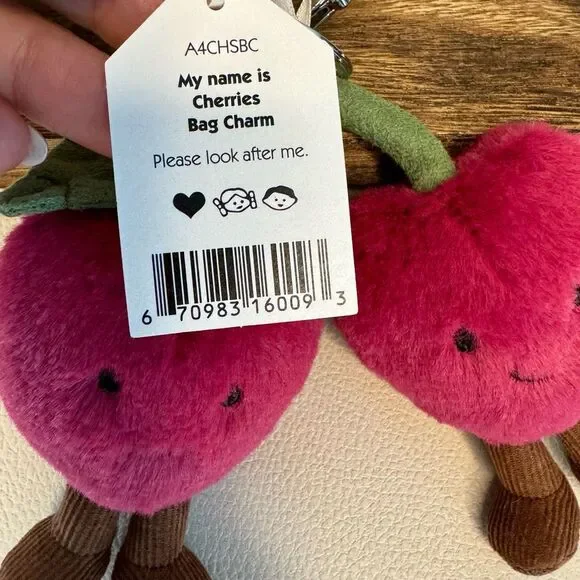 A4CHSBC
My name is
Cherries
Bag Charm
Please look after me.
6 70983 16009 3